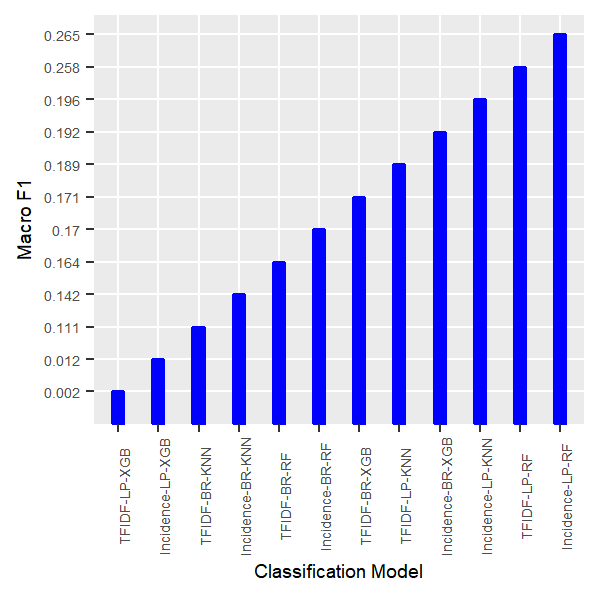 Macro F1
0.265
0.258
0.196
0.192
0.189
0.171
0.17
0.164
0.142
0.111
0.012
0.002
TFIDF-LP-XGB
Incidence-LP-XGB
TFIDF-BR-KNN
Incidence-BR-KNN
TFIDF-BR-RF
Incidence-BR-RF
TFIDF-BR-XGB
TFIDF-LP-KNN
Incidence-BR-XGB
Incidence-LP-KNN
TFIDF-LP-RF
Incidence-LP-RF
Classification Model